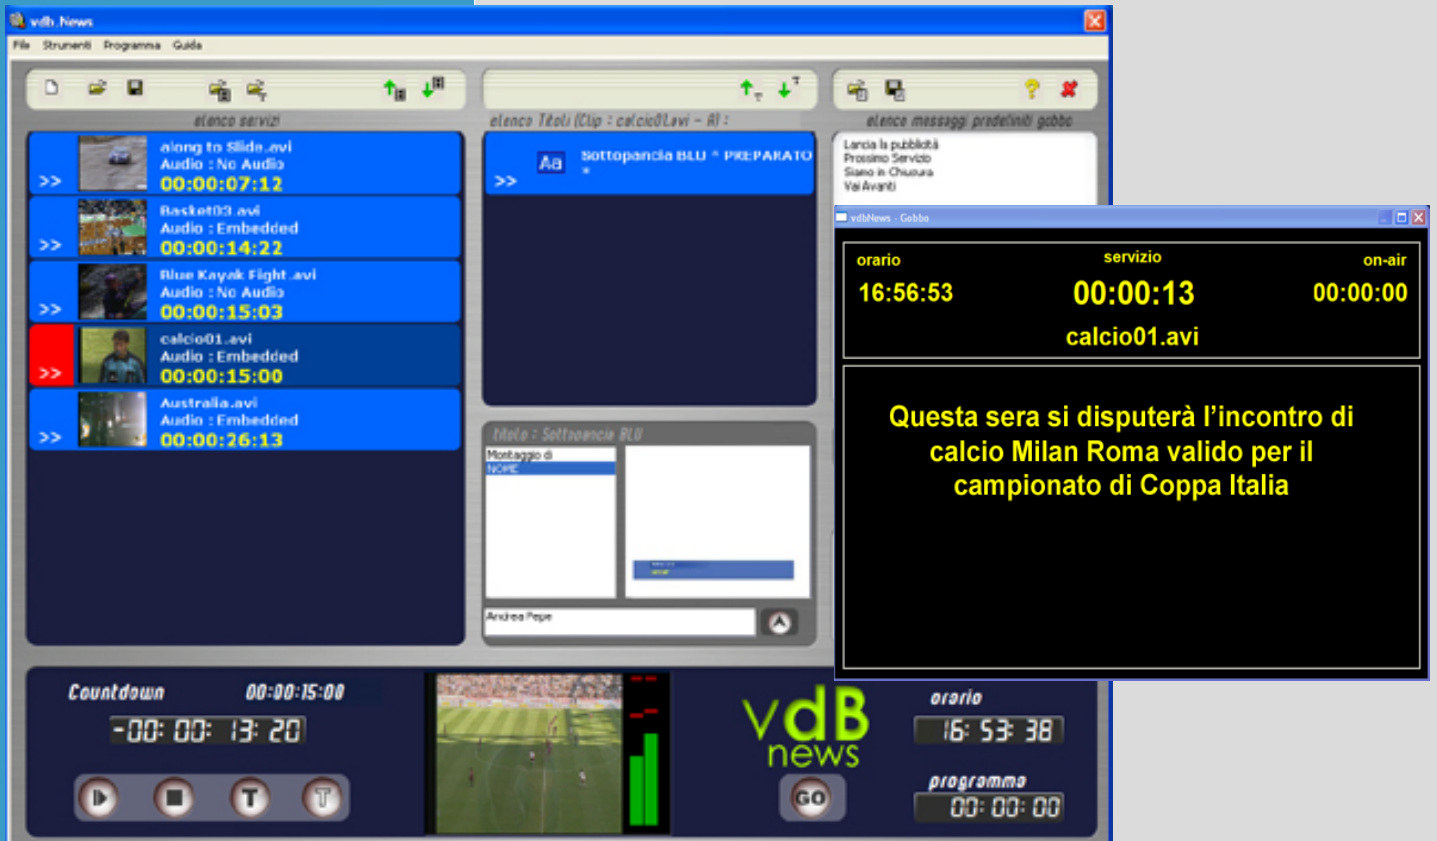 vdb.News
File Strumenti Programma Guida
elenco servizi
along to Slide.avi
Audio : No Audio
00:00:07:12
>>
Basket03.avi
Audio : Embedded
00:00:14:22
>>
Blue Kayak Fight.avi
Audio : No Audio
00:00:15:03
>>
calcio01.avi
Audio : Embedded
00:00:15:00
>>
Australia.avi
Audio : Embedded
00:00:26:13
>>
elenco Titoli (Clip : calcio01.avi - A) :
Aa
Sottopancia BLU * PREPARATO
*
>>
elenco messaggi predefiniti gobbo
Lancia la pubblicità
Prossimo Servizio
Siamo in Chiusura
Vai Avanti
titolo : Sottopancia BLU
Montaggio di
NOME
Andrea Pepe
vdbNews - Gobbo
orario
servizio
on-air
16:56:53
00:00:13
00:00:00
calcio01.avi
Questa sera si disputerà l'incontro di
calcio Milan Roma valido per il
campionato di Coppa Italia
Countdown 00:00:15:00
-00: 00: 13: 20
T
T
vdB
news
GO
orario
16: 53: 38
programma
00: 00: 00